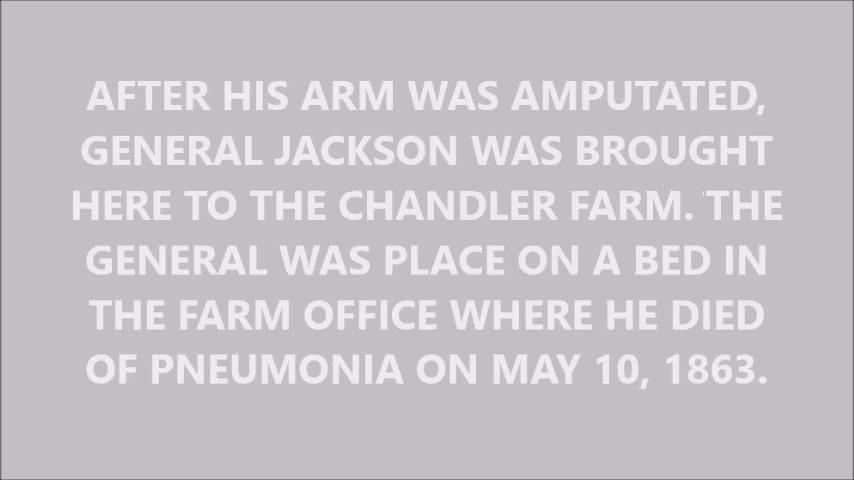 AFTER HIS ARM WAS AMPUTATED,
GENERAL JACKSON WAS BROUGHT
HERE TO THE CHANDLER FARM. THE
GENERAL WAS PLACE ON A BED IN
THE FARM OFFICE WHERE HE DIED
OF PNEUMONIA ON MAY 10, 1863.